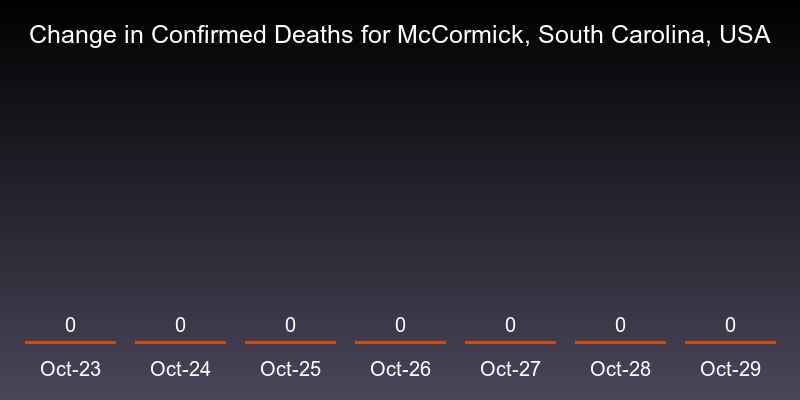 Change in Confirmed Deaths for McCormick, South Carolina, USA
0 0 0 0 0 0 0
Oct-23 Oct-24 Oct-25 Oct-26 Oct-27 Oct-28 Oct-29